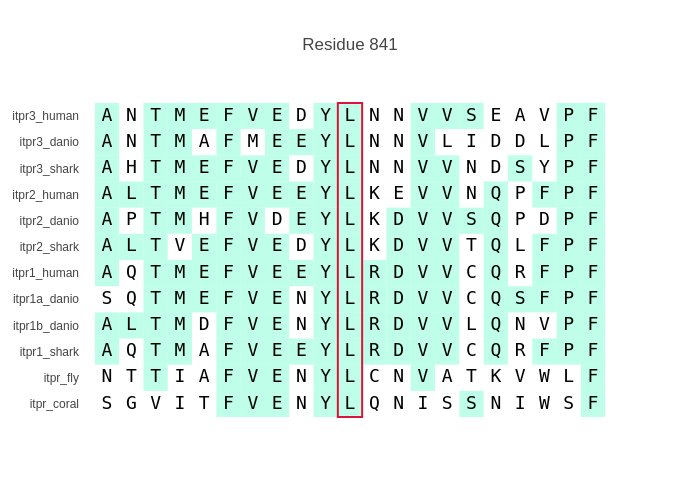 Residue 841
itpr3_human A N T M E F V E D Y L N N V V S E A V P F
itpr3_danio A N T M A F M E E Y L N N V L I D D L P F
itpr3_shark A H T M E F V E D Y L N N V V N D S Y P F
itpr2_human A L T M E F V E E Y L K E V V N Q P F P F
itpr2_danio A P T M H F V D E Y L K D V V S Q P D P F
itpr2_shark A L T V E F V E D Y L K D V V T Q L F P F
itpr1_human A Q T M E F V E E Y L R D V V C Q R F P F
itpr1a_danio S Q T M E F V E N Y L R D V V C Q S F P F
itpr1b_danio A L T M D F V E N Y L R D V V L Q N V P F
itpr1_shark A Q T M A F V E E Y L R D V V C Q R F P F
itpr_fly N T T I A F V E N Y L C N V A T K V W L F
itpr_coral S G V I T F V E N Y L Q N I S S N I W S F